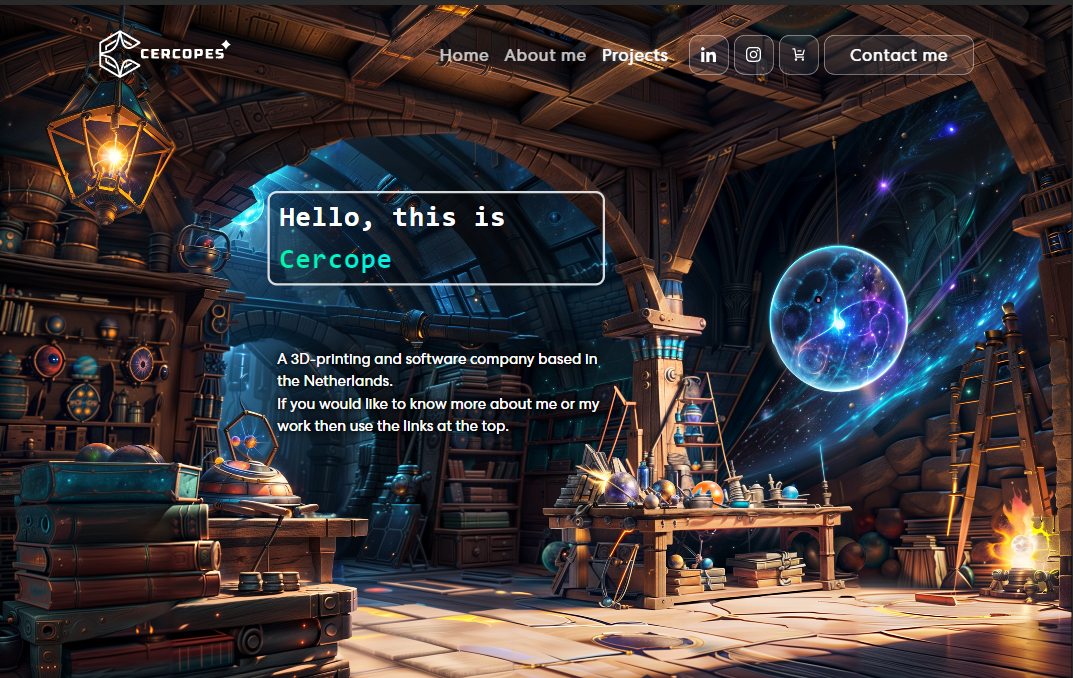 CERCOPES
Home About me Projects in Contact me
Hello, this is
Cercope
A 3D-printing and software company based in
the Netherlands.
If you would like to know more about me or my
work then use the links at the top.